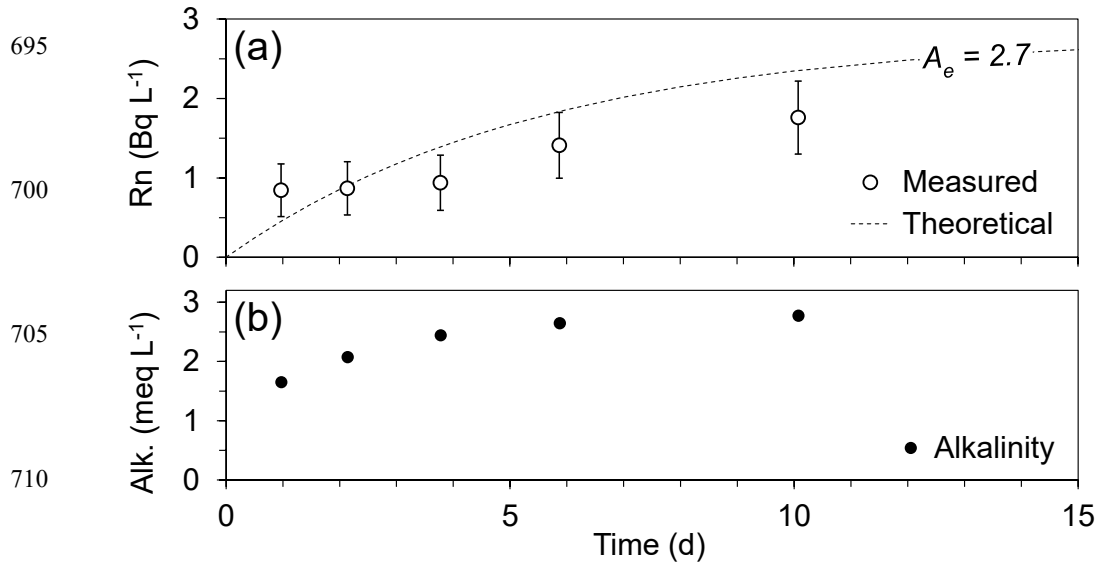 695
700
705
710
(a)
Rn (Bq L-1)
3
2
1
0
Ae = 2.7
Measured
Theoretical
(b)
Alk. (meq L-1)
3
2
1
0
Alkalinity
0 5 10 15
Time (d)